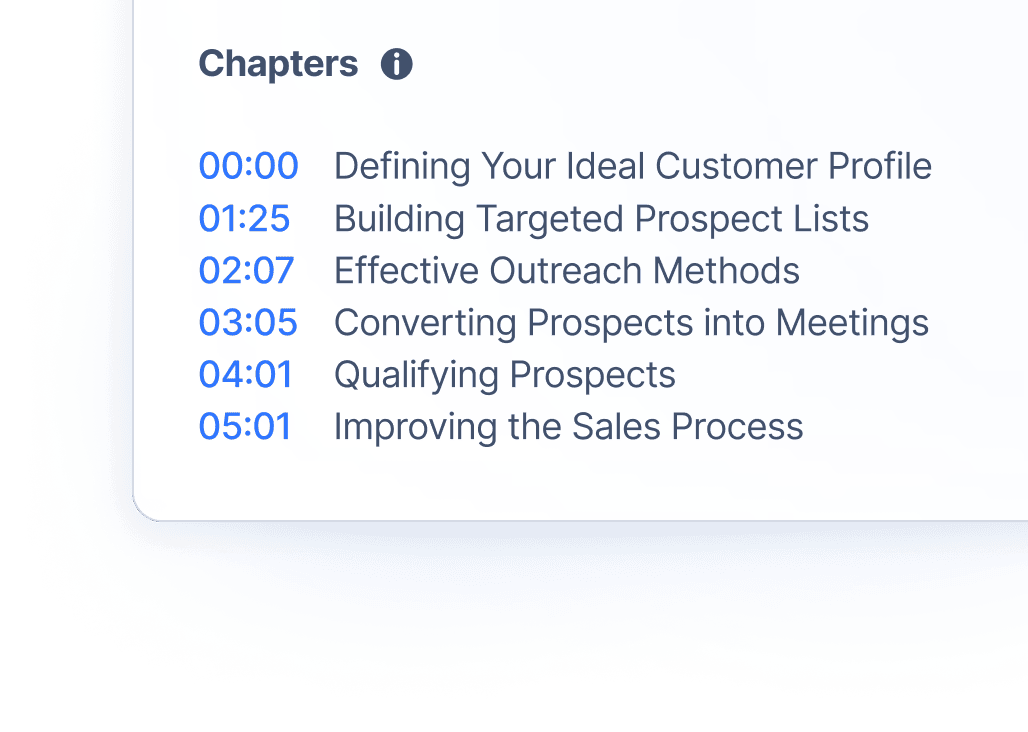 Chapters
00:00 Defining Your Ideal Customer Profile
01:25 Building Targeted Prospect Lists
02:07 Effective Outreach Methods
03:05 Converting Prospects into Meetings
04:01 Qualifying Prospects
05:01 Improving the Sales Process